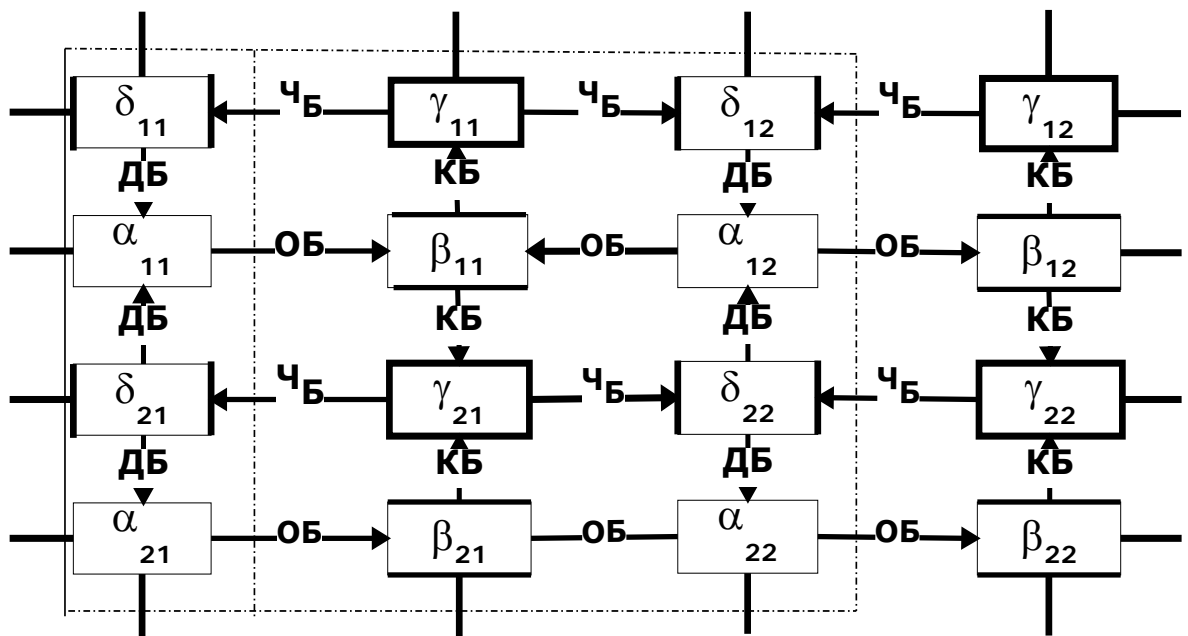 δ11 ЧБ γ11 ЧБ δ12 ЧБ γ12
ДБ КБ ДБ КБ
α11 ОБ β11 ОБ α12 ОБ β12
ДБ КБ ДБ КБ
δ21 ЧБ γ21 ЧБ δ22 ЧБ γ22
ДБ КБ ДБ КБ
α21 ОБ β21 ОБ α22 ОБ β22